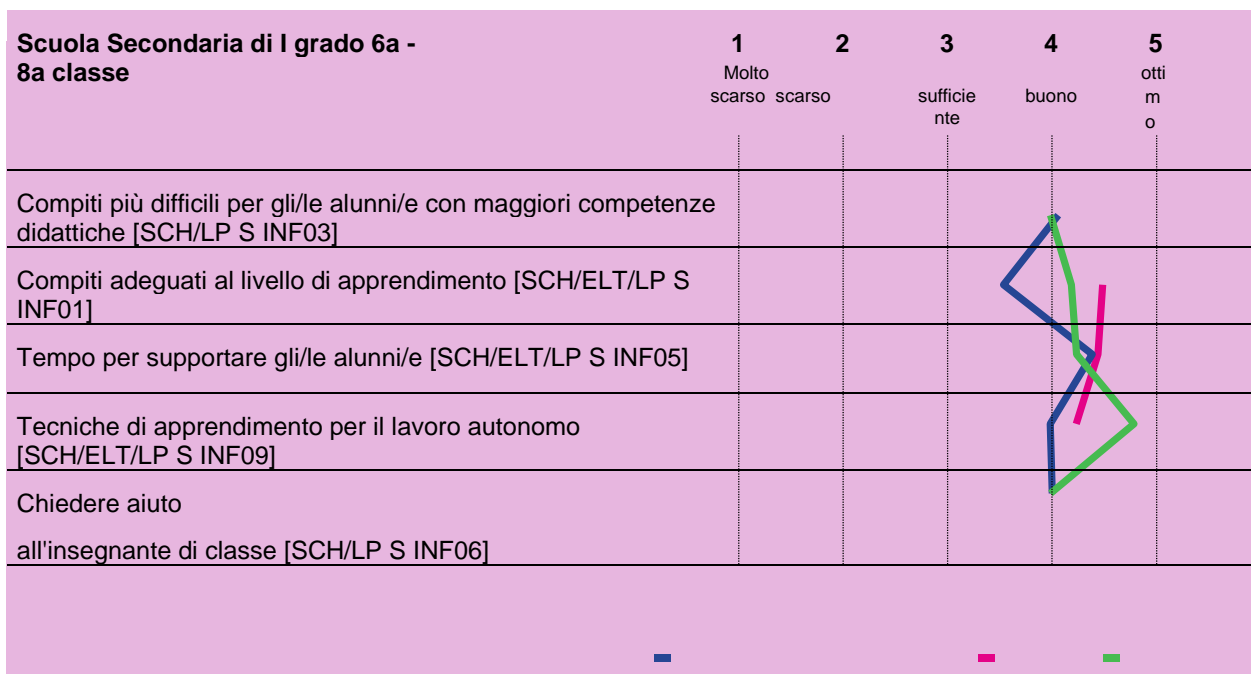 Scuola Secondaria di I grado 6a -
8a classe
1 2 3 4 5
Molto
scarso scarso
sufficie
nte
buono
otti
m
o
Compiti più difficili per gli/le alunni/e con maggiori competenze
didattiche [SCH/LP S INF03]
Compiti adeguati al livello di apprendimento [SCH/ELT/LP S
INF01]
Tempo per supportare gli/le alunni/e [SCH/ELT/LP S INF05]
Tecniche di apprendimento per il lavoro autonomo
[SCH/ELT/LP S INF09]
Chiedere aiuto
all'insegnante di classe [SCH/LP S INF06]